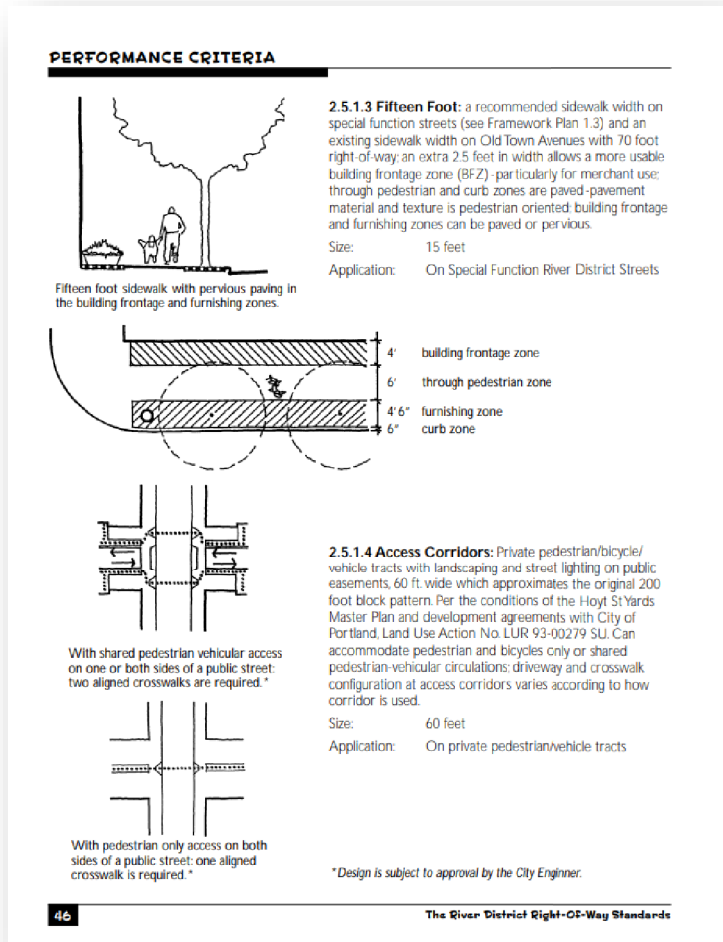 PERFORMANCE CRITERIA
2.5.1.3 Fifteen Foot: a recommended sidewalk width on
special function streets (see Framework Plan 1.3) and an
existing sidewalk width on Old Town Avenues with 70 foot
right-of-way; an extra 2.5 feet in width allows a more usable
building frontage zone (BFZ) -particularly for merchant use;
through pedestrian and curb zones are paved -pavement
material and texture is pedestrian oriented; building frontage
and furnishing zones can be paved or pervious.
Size: 15 feet
Application: On Special Function River District Streets
Fifteen foot sidewalk with pervious paving in
the building frontage and furnishing zones.
4' building frontage zone
6' through pedestrian zone
4'6" furnishing zone
6" curb zone
2.5.1.4 Access Corridors: Private pedestrian/bicycle/
vehicle tracts with landscaping and street lighting on public
easements, 60 ft. wide which approximates the original 200
foot block pattern. Per the conditions of the Hoyt St Yards
Master Plan and development agreements with City of
Portland, Land Use Action No. LUR 93-00279 SU. Can
accommodate pedestrian and bicycles only or shared
pedestrian-vehicular circulations; driveway and crosswalk
configuration at access corridors varies according to how
corridor is used.
Size: 60 feet
Application: On private pedestrian/vehicle tracts
With shared pedestrian vehicular access
on one or both sides of a public street:
two aligned crosswalks are required.*
With pedestrian only access on both
sides of a public street: one aligned
crosswalk is required.*
*Design is subject to approval by the City Enginner.
46
The River District Right-Of-Way Standards